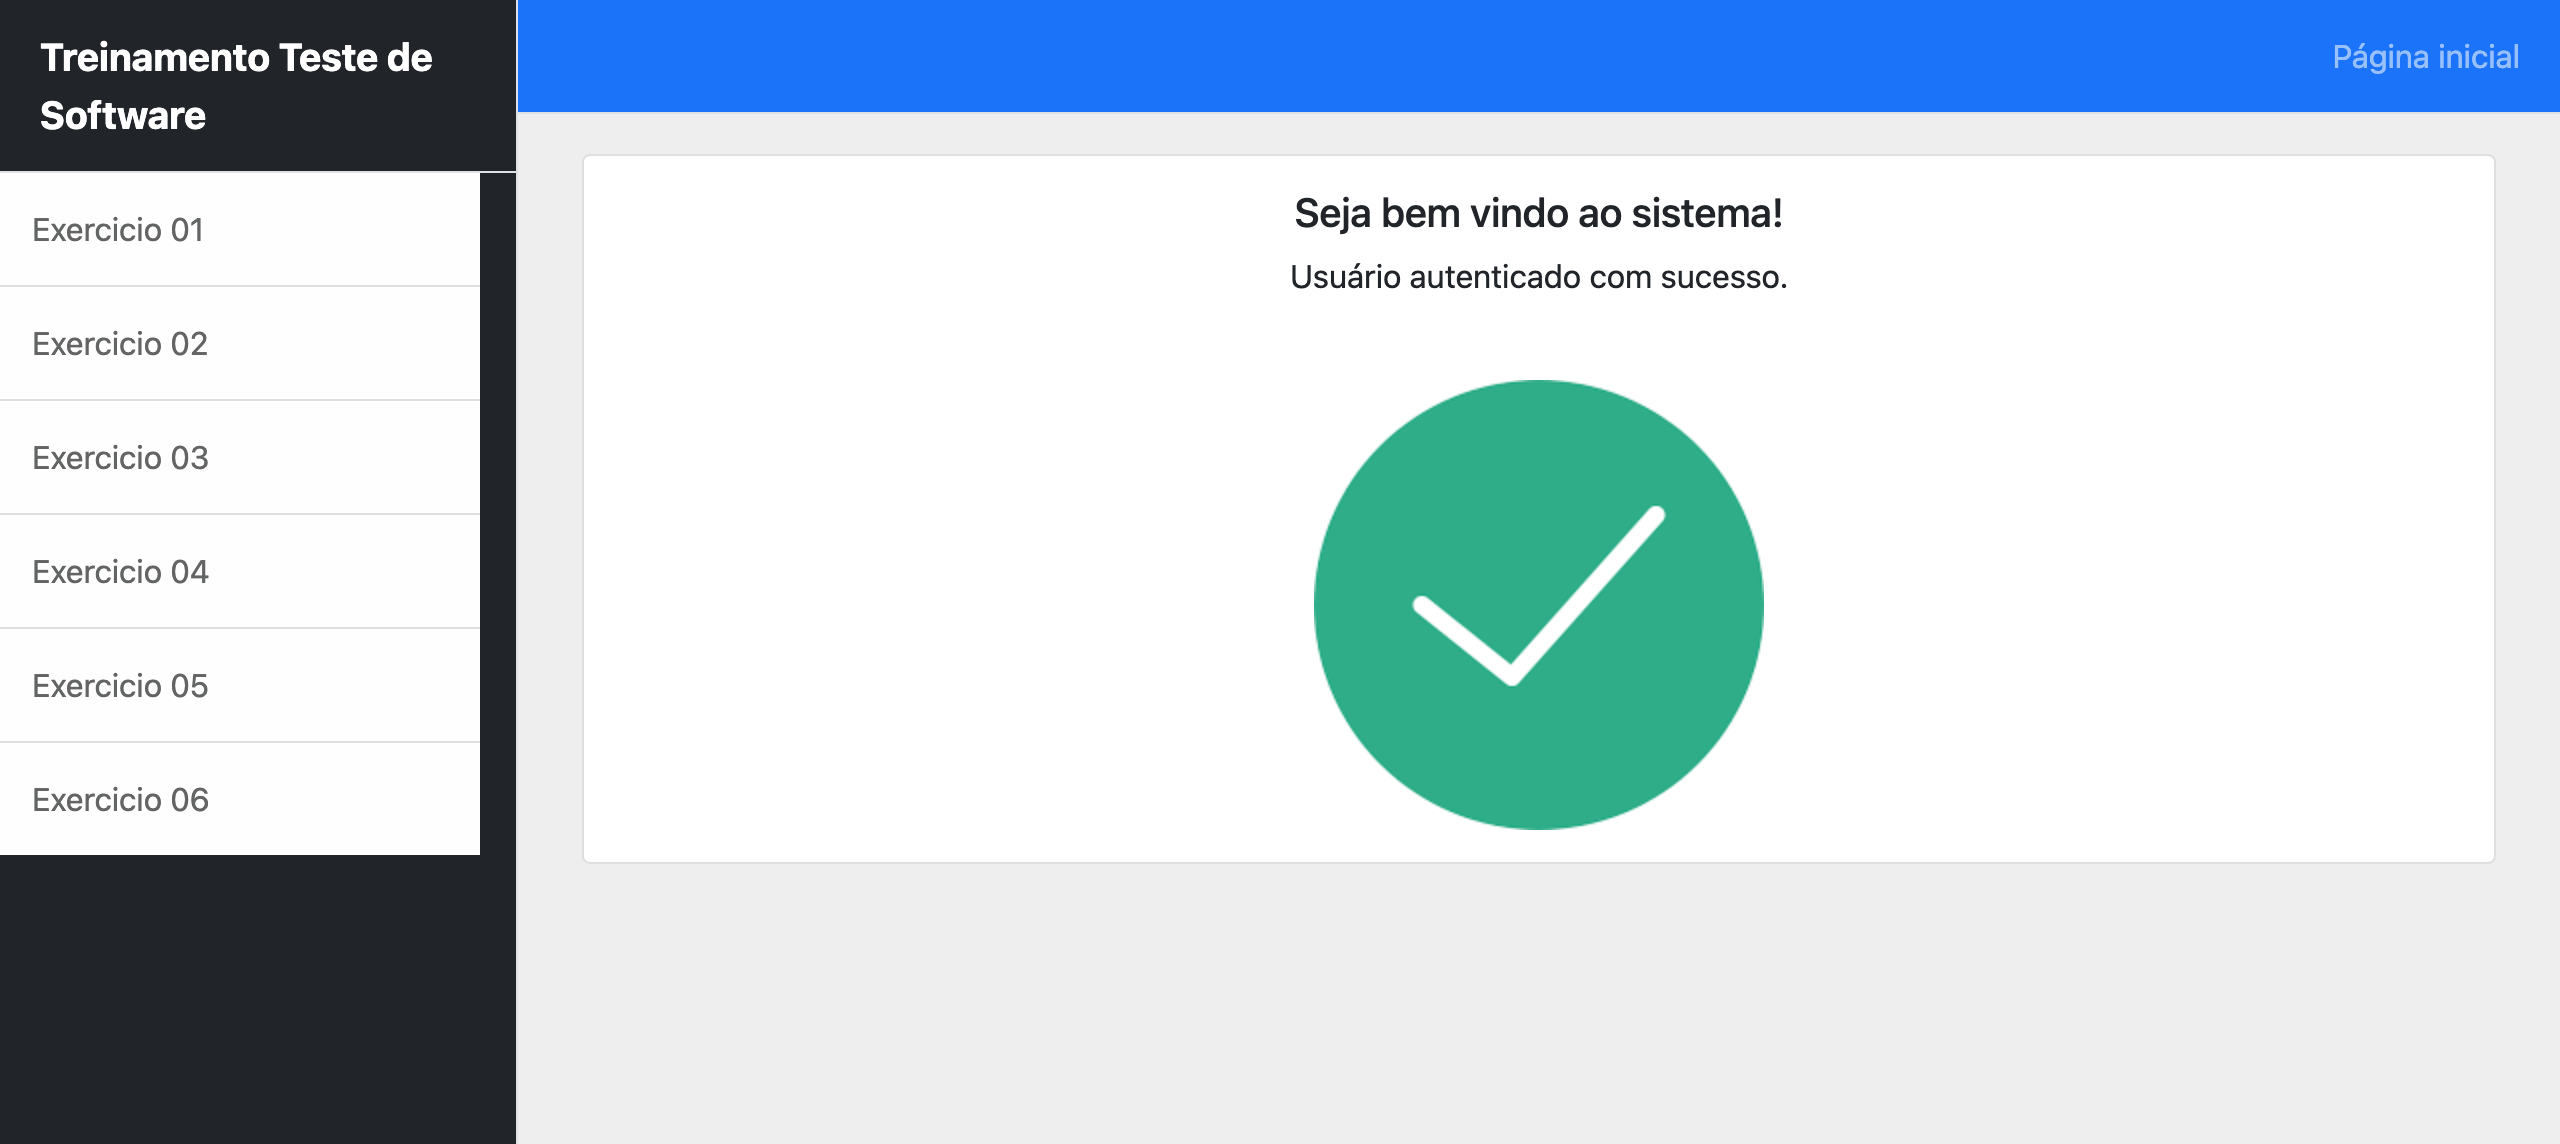 Treinamento Teste de
Software
Página inicial
Exercicio 01
Exercicio 02
Exercicio 03
Exercicio 04
Exercicio 05
Exercicio 06
Seja bem vindo ao sistema!
Usuário autenticado com sucesso.